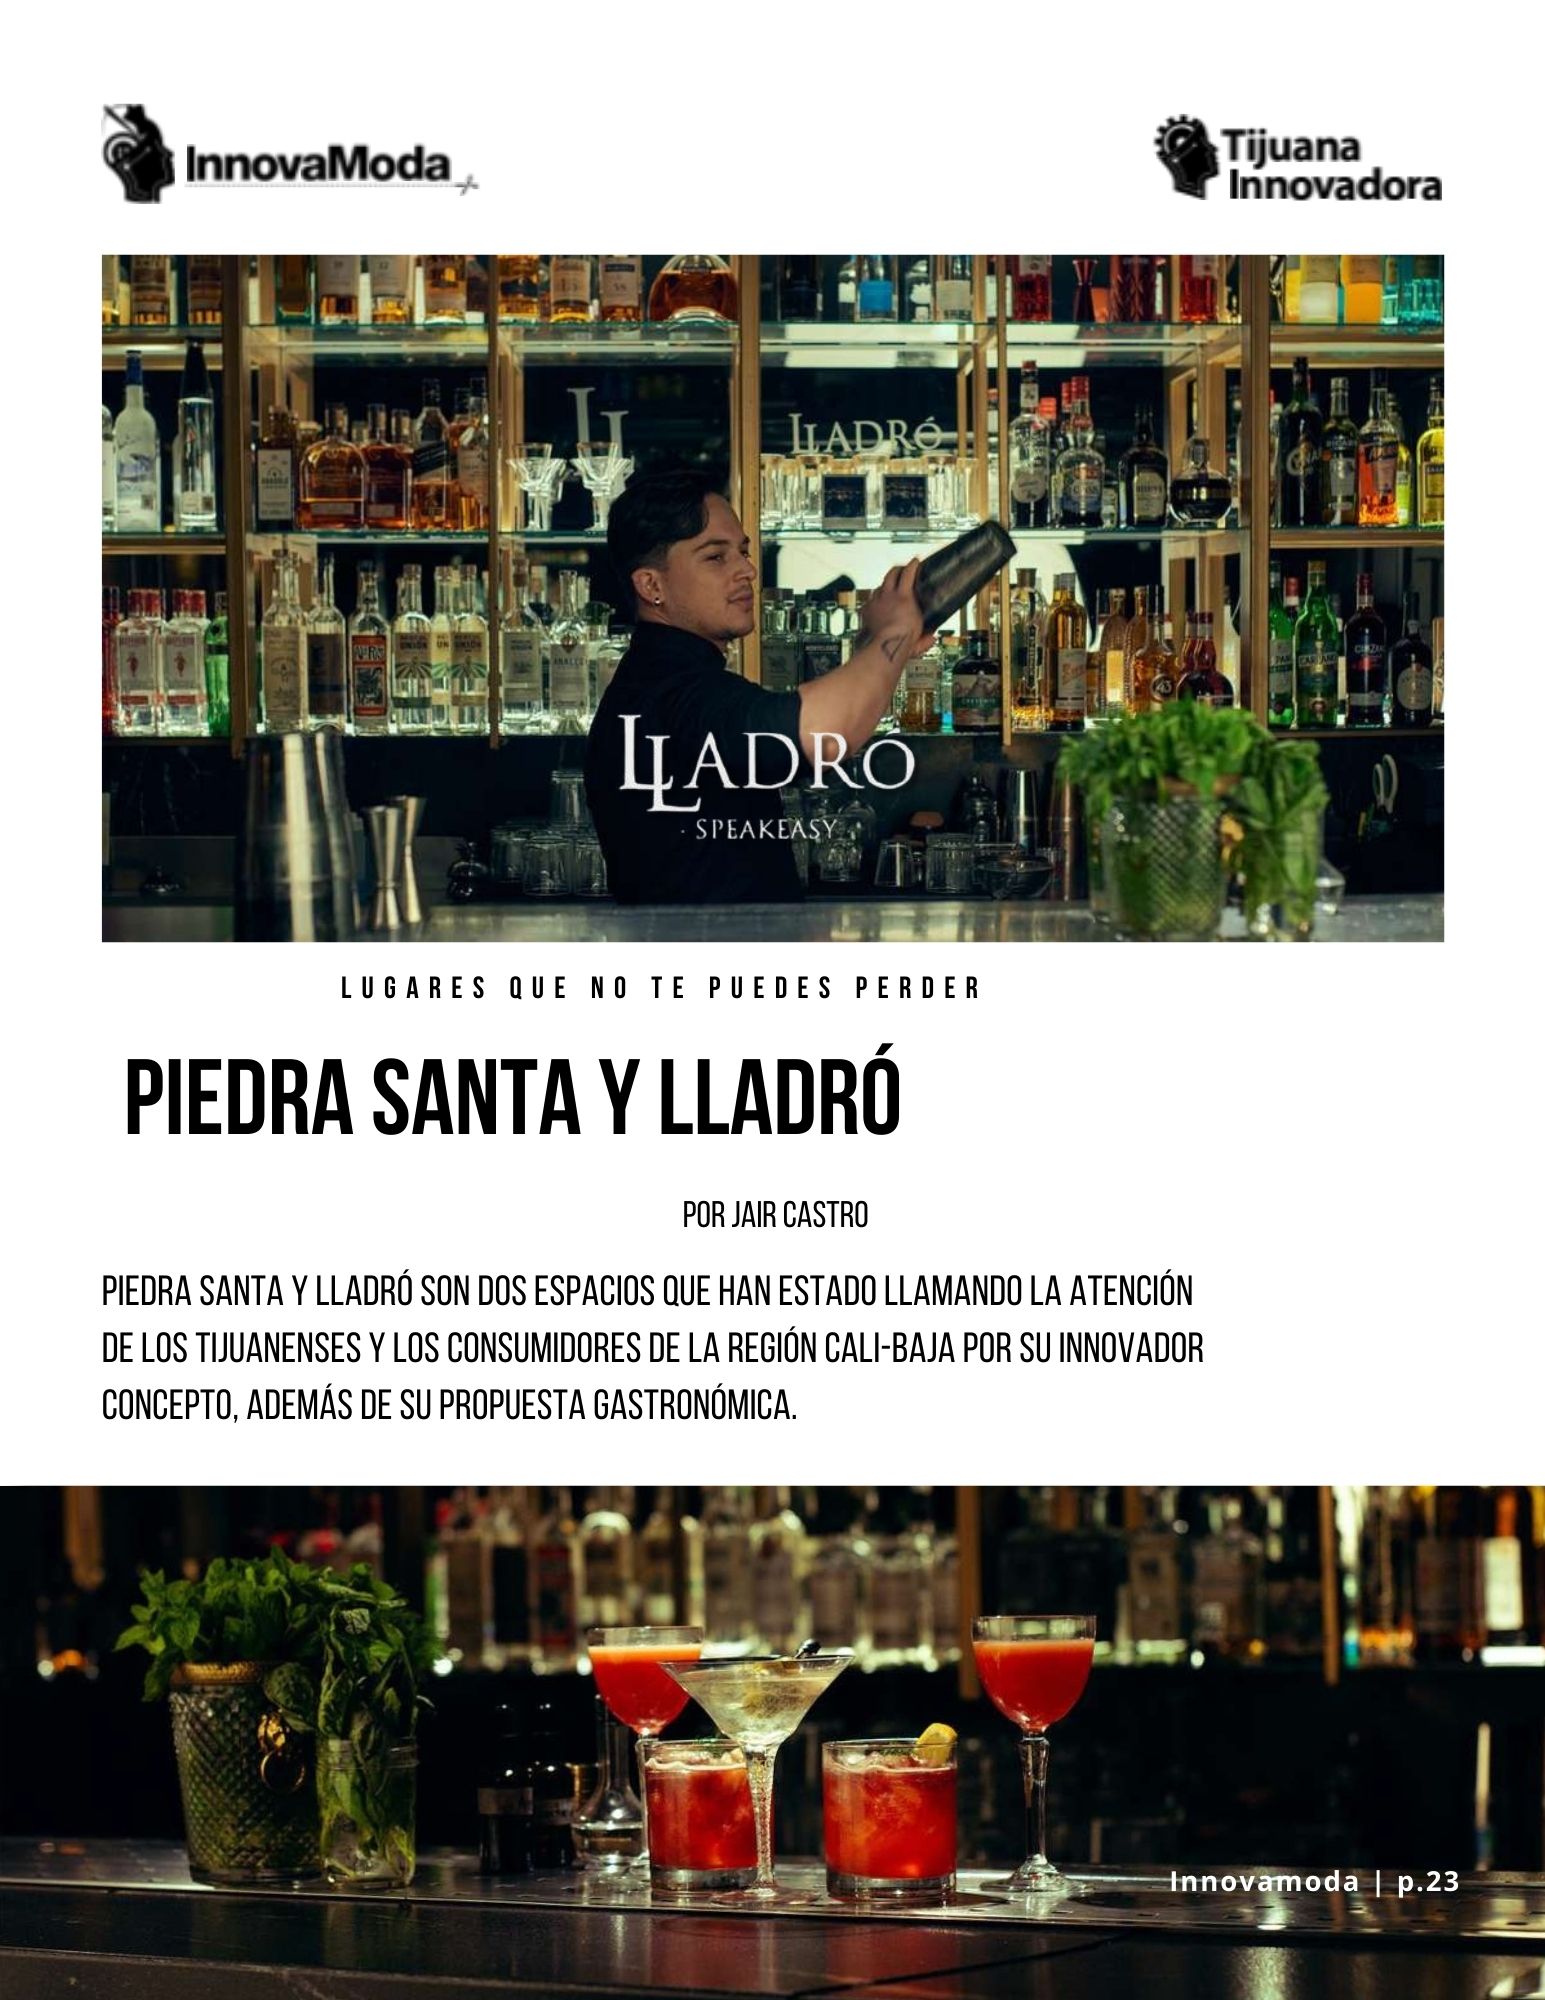 InnovaModa
Tijuana
Innovadora
LLADRÓ
LLADRÓ
· SPEAKEASY ·
LUGARES QUE NO TE PUEDES PERDER
PIEDRA SANTA Y LLADRÓ
POR JAIR CASTRO
PIEDRA SANTA Y LLADRÓ SON DOS ESPACIOS QUE HAN ESTADO LLAMANDO LA ATENCIÓN
DE LOS TIJUANENSES Y LOS CONSUMIDORES DE LA REGIÓN CALI-BAJA POR SU INNOVADOR
CONCEPTO, ADEMÁS DE SU PROPUESTA GASTRONÓMICA.
Innovamoda | p.23